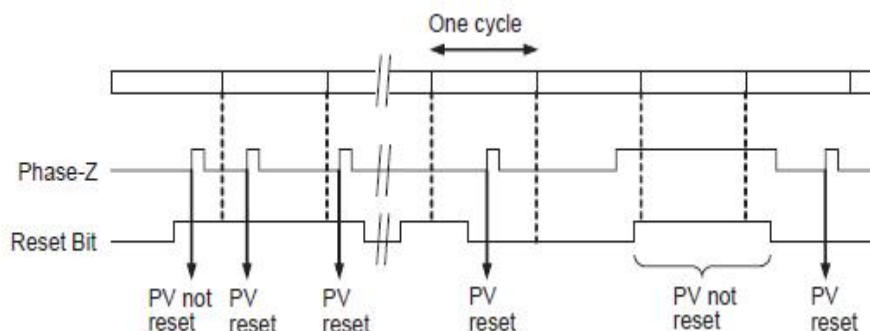 One cycle
Phase-Z
Reset Bit
PV not
reset
PV
reset
PV
reset
PV
reset
PV not
reset
PV
reset